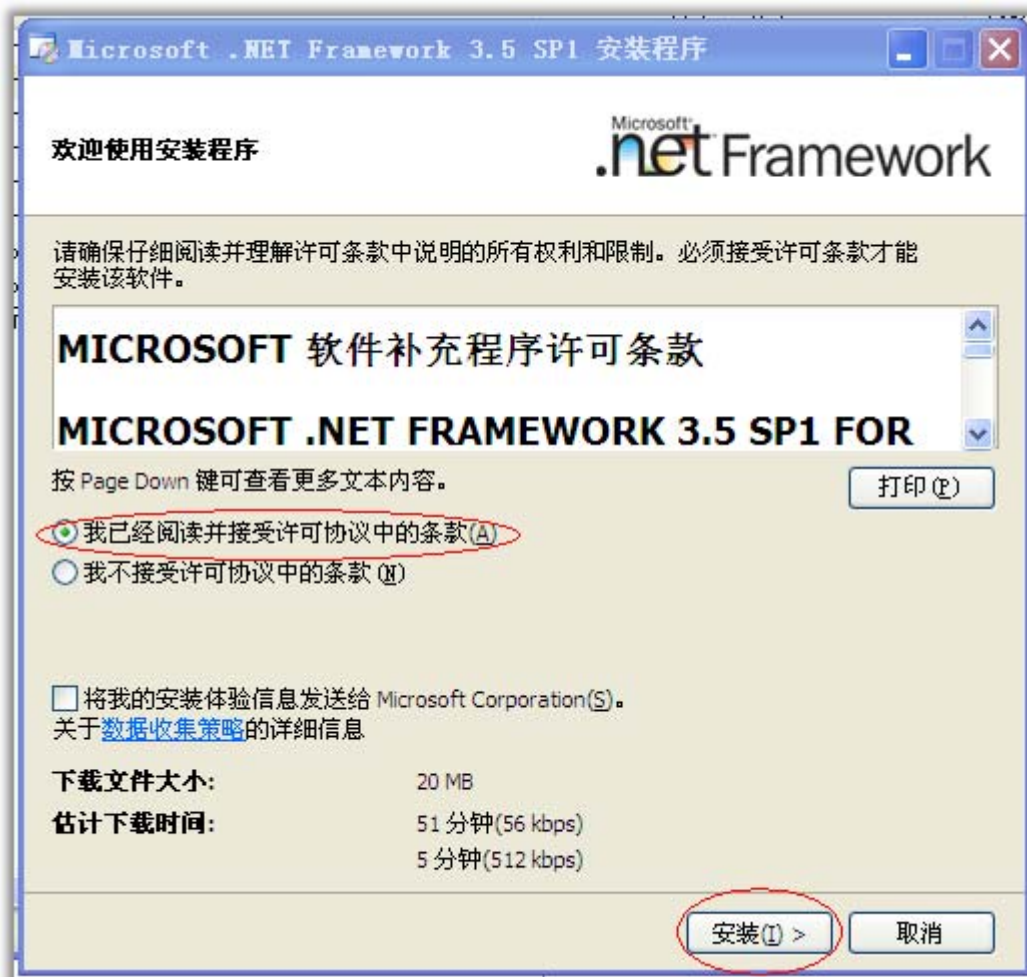 Microsoft .NET Framework 3.5 SP1 安装程序
欢迎使用安装程序
Microsoft
.net Framework
请确保仔细阅读并理解许可条款中说明的所有权利和限制。必须接受许可条款才能
安装该软件。
MICROSOFT 软件补充程序许可条款
MICROSOFT .NET FRAMEWORK 3.5 SP1 FOR
按 Page Down 键可查看更多文本内容。
打印(P)
我已经阅读并接受许可协议中的条款(A)
我不接受许可协议中的条款(N)
将我的安装体验信息发送给 Microsoft Corporation(S)。
关于数据收集策略的详细信息
下载文件大小: 20 MB
估计下载时间: 51 分钟(56 kbps)
5 分钟(512 kbps)
安装(I) > 取消